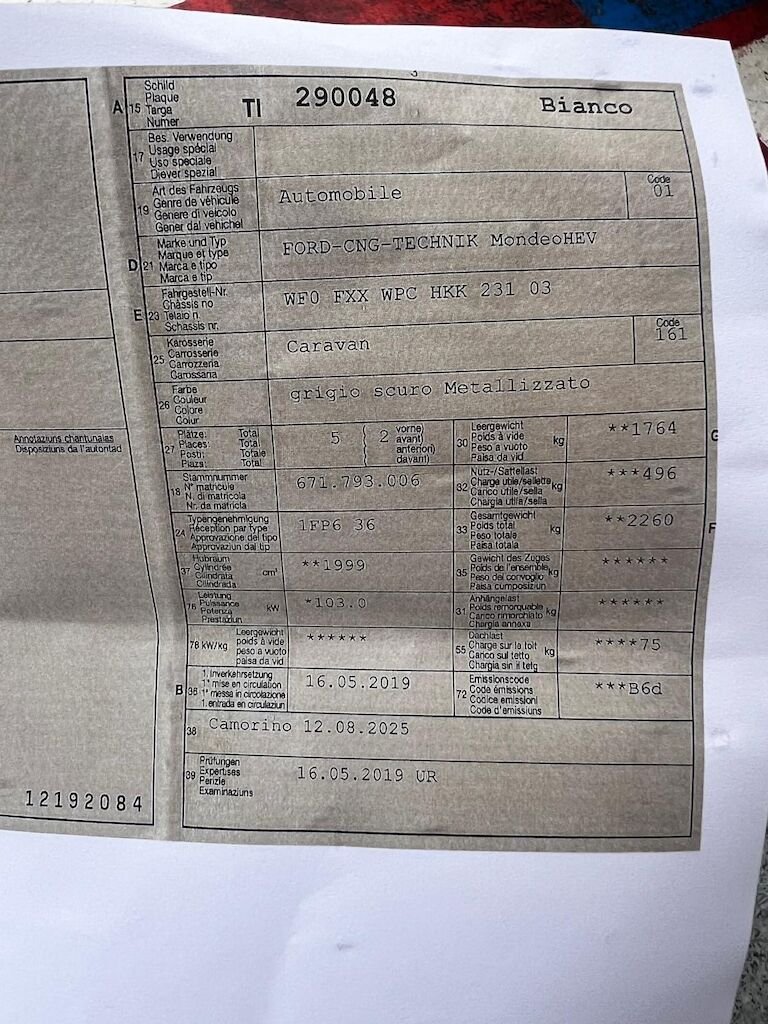 A 15 Schild
Plaque
Targa
Numer
TI 290048 Bianco
17 Bes. Verwendung
Usage spécial
Uso speciale
Diever spezial
19 Art des Fahrzeugs
Genre de véhicule
Genere di veicolo
Gener dal vehichel
Automobile
Code
01
D 21 Marke und Typ
Marque et type
Marca e tipo
Marca e tip
FORD-CNG-TECHNIK MondeoHEV
E 23 Fahrgestell-Nr.
Châssis no
Telaio n.
Schassis nr.
WF0 FXX WPC HKK 231 03
25 Karosserie
Carrosserie
Carrozzeria
Carossaria
Caravan
Code
161
26 Farbe
Couleur
Colore
Colur
grigio scuro Metallizzato
27 Plätze: Total
Places: Total
Posti: Totale
Plazs: Total
5 ( 2 vorne)
avant)
anteriori)
davant)
30 Leergewicht
Poids à vide
Peso a vuoto
Paisa da vid
kg
**1764
G
18 Stammnummer
N° matricule
N. di matricola
Nr. da matricla
671.793.006
32 Nutz-/Sattellast
Charge utile/sellette
Carico utile/sella
Chargia utila/sella
kg
***496
24 Typengenehmigung
Réception par type
Approvazione del tipo
Approvaziun dal tip
1FP6 36
33 Gesamtgewicht
Poids total
Peso totale
Paisa totala
kg
**2260
F
37 Hubraum
Cylindrée
Cilindrata
Cilindrada
cm³
**1999
35 Gewicht des Zuges
Poids de l'ensemble
Peso del convoglio
Paisa cumposiziun
kg
******
76 Leistung
Puissance
Potenza
Prestaziun
kW
*103.0
31 Anhängelast
Poids remorquable
Carico rimorchiato
Chargia annexa
kg
******
78 kW/kg
Leergewicht
poids à vide
peso a vuoto
paisa da vid
******
55 Dachlast
Charge sur le toit
Carico sul tetto
Chargia sin il tetg
kg
****75
B 36 1. Inverkehrsetzung
1re mise en circulation
1a messa in circolazione
1. entrada en circulaziun
16.05.2019
72 Emissionscode
Code émissions
Codice emissioni
Code d'emissiuns
***B6d
38 Camorino 12.08.2025
39 Prüfungen
Expertises
Perizie
Examinaziuns
16.05.2019 UR
Annotaziuns chantunalas
Disposiziuns da l'autoritad
12192084